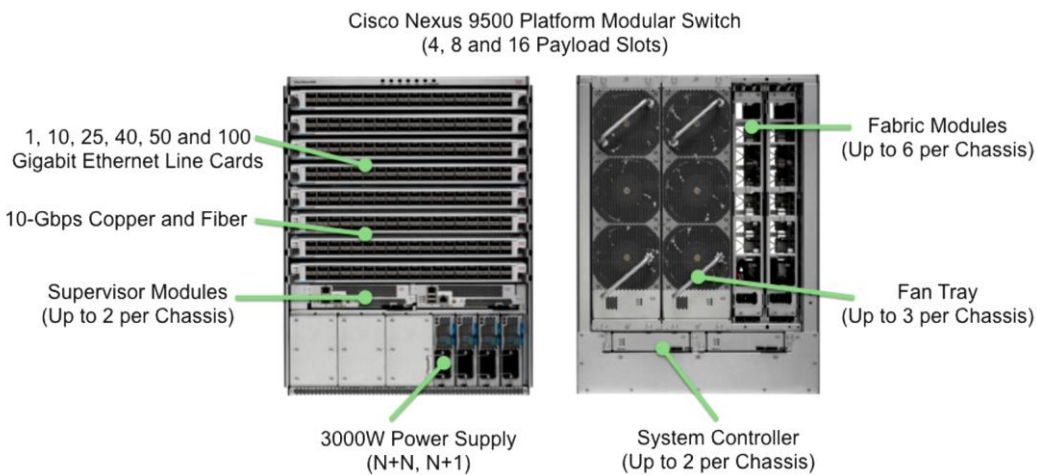 Cisco Nexus 9500 Platform Modular Switch
(4, 8 and 16 Payload Slots)
1, 10, 25, 40, 50 and 100
Gigabit Ethernet Line Cards
10-Gbps Copper and Fiber
Supervisor Modules
(Up to 2 per Chassis)
3000W Power Supply
(N+N, N+1)
Fabric Modules
(Up to 6 per Chassis)
Fan Tray
(Up to 3 per Chassis)
System Controller
(Up to 2 per Chassis)